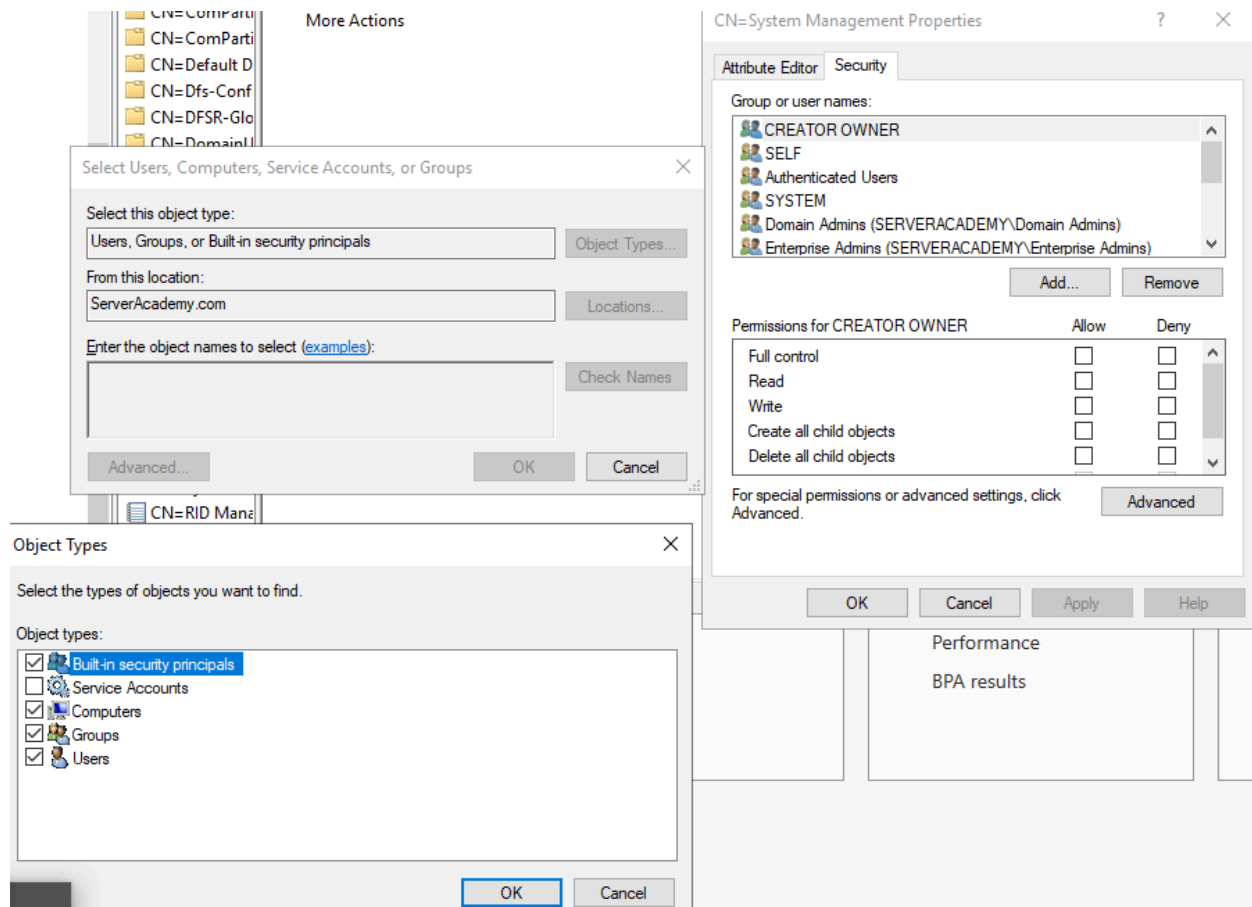 CN=ComParti
CN=ComParti
CN=Default D
CN=Dfs-Conf
CN=DFSR-Glo
CN=DomainU
More Actions
CN=System Management Properties
?
Attribute Editor
Security
Group or user names:
CREATOR OWNER
SELF
Authenticated Users
SYSTEM
Domain Admins (SERVERACADEMY\Domain Admins)
Enterprise Admins (SERVERACADEMY\Enterprise Admins)
Add...
Remove
Permissions for CREATOR OWNER
Allow
Deny
Full control
Read
Write
Create all child objects
Delete all child objects
For special permissions or advanced settings, click
Advanced.
Advanced
OK
Cancel
Apply
Help
Select Users, Computers, Service Accounts, or Groups
Select this object type:
Users, Groups, or Built-in security principals
Object Types...
From this location:
ServerAcademy.com
Locations...
Enter the object names to select (examples):
Check Names
Advanced...
OK
Cancel
CN=RID Mana
Object Types
Select the types of objects you want to find.
Object types:
Built-in security principals
Service Accounts
Computers
Groups
Users
OK
Cancel
Performance
BPA results